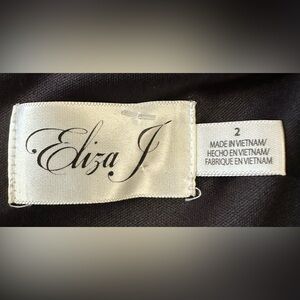 Eliza J
2
MADE IN VIETNAM/
HECHO EN VIETNAM/
FABRIQUE EN VIETNAM